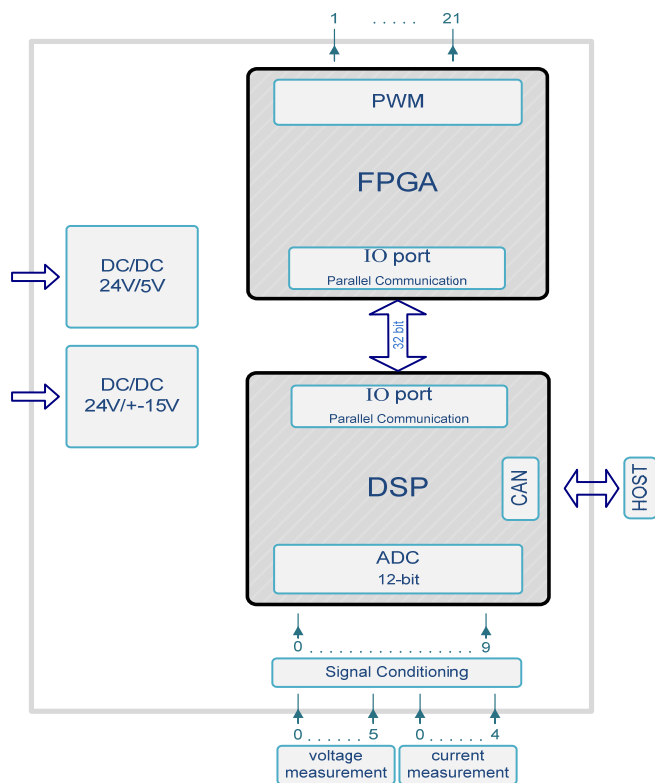 1 ..... 21
PWM
FPGA
IO port
Parallel Communication
DC/DC
24V/5V
32 bit
DC/DC
24V/+-15V
IO port
Parallel Communication
DSP
CAN
HOST
ADC
12-bit
0.................9
Signal Conditioning
0......5 0......4
voltage
measurement
current
measurement